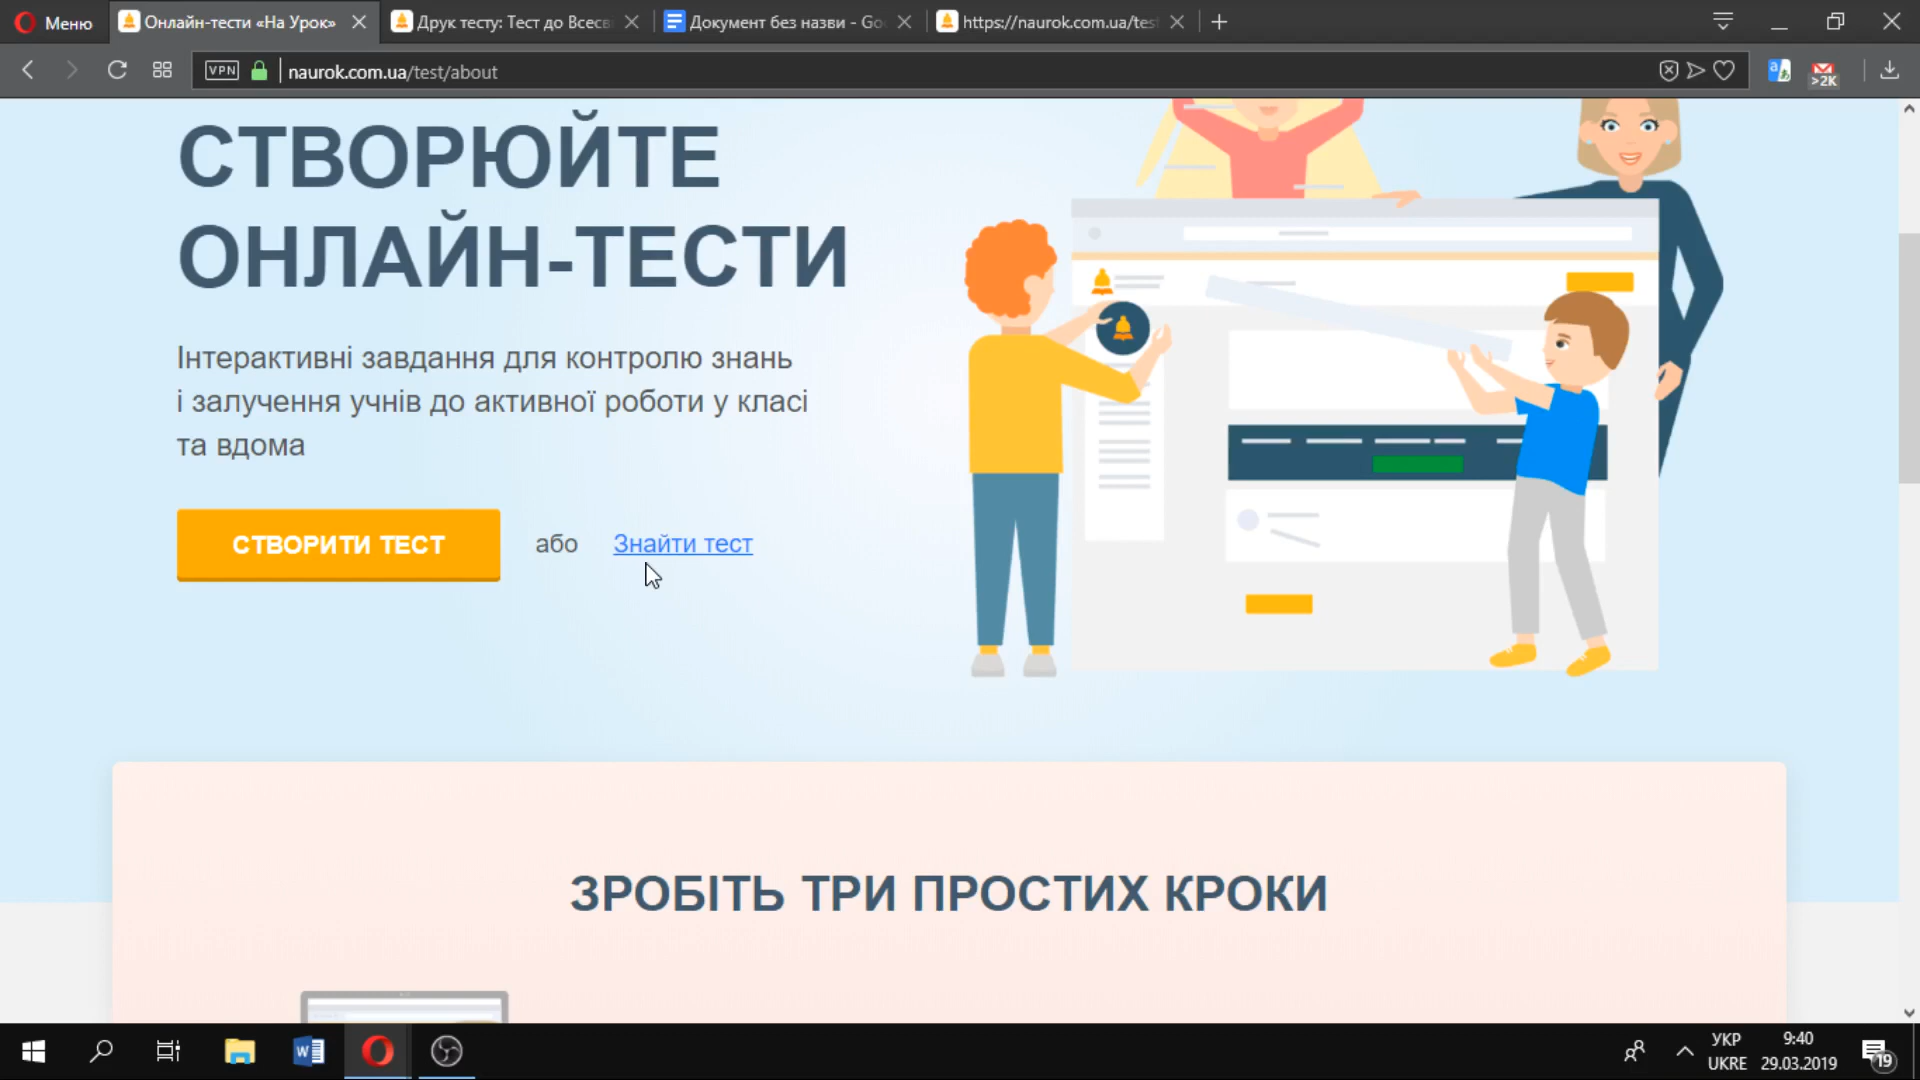 Меню
Онлайн-тести «На Урок»
Друк тесту: Тест до Всесв
Документ без назви - Go
https://naurok.com.ua/tes
VPN
naurok.com.ua/test/about
>2K
СТВОРЮЙТЕ
ОНЛАЙН-ТЕСТИ
Інтерактивні завдання для контролю знань
і залучення учнів до активної роботи у класі
та вдома
СТВОРИТИ ТЕСТ
або
Знайти тест
ЗРОБІТЬ ТРИ ПРОСТИХ КРОКИ
УКР
UKRE
9:40
29.03.2019
19